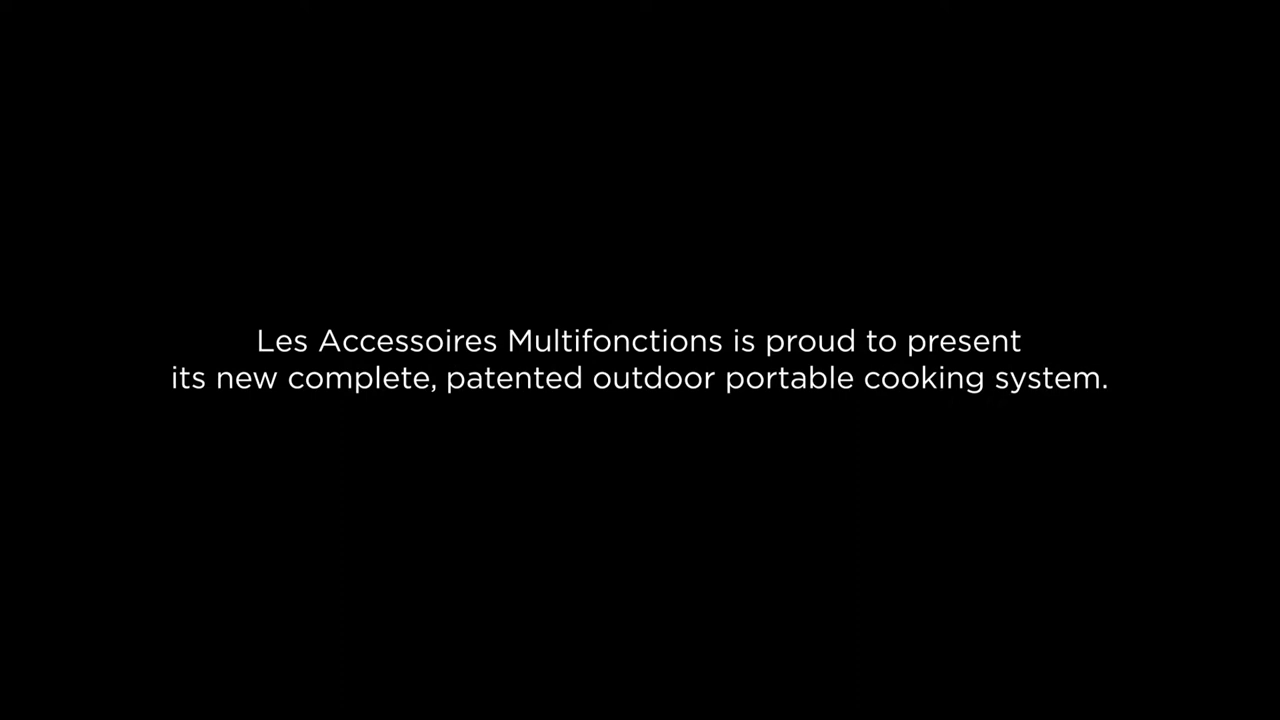 Les Accessoires Multifonctions is proud to present
its new complete, patented outdoor portable cooking system.